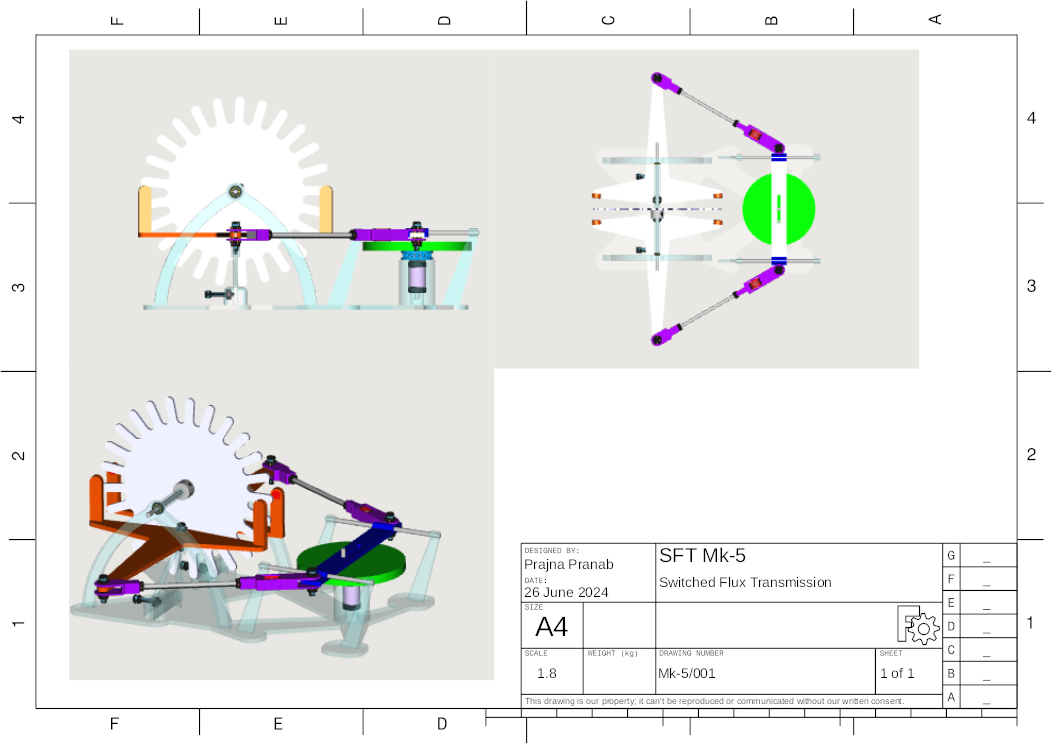 F E D C B A
4 4
3 3
2 2
1 1
DESIGNED BY:
Prajna Pranab
DATE:
26 June 2024
SFT Mk-5
Switched Flux Transmission
SIZE
A4
SCALE
1.8
WEIGHT (kg)
DRAWING NUMBER
Mk-5/001
SHEET
1 of 1
This drawing is our property; it can't be reproduced or communicated without our written consent.
G _
F _
E _
D _
C _
B _
A _
F E D